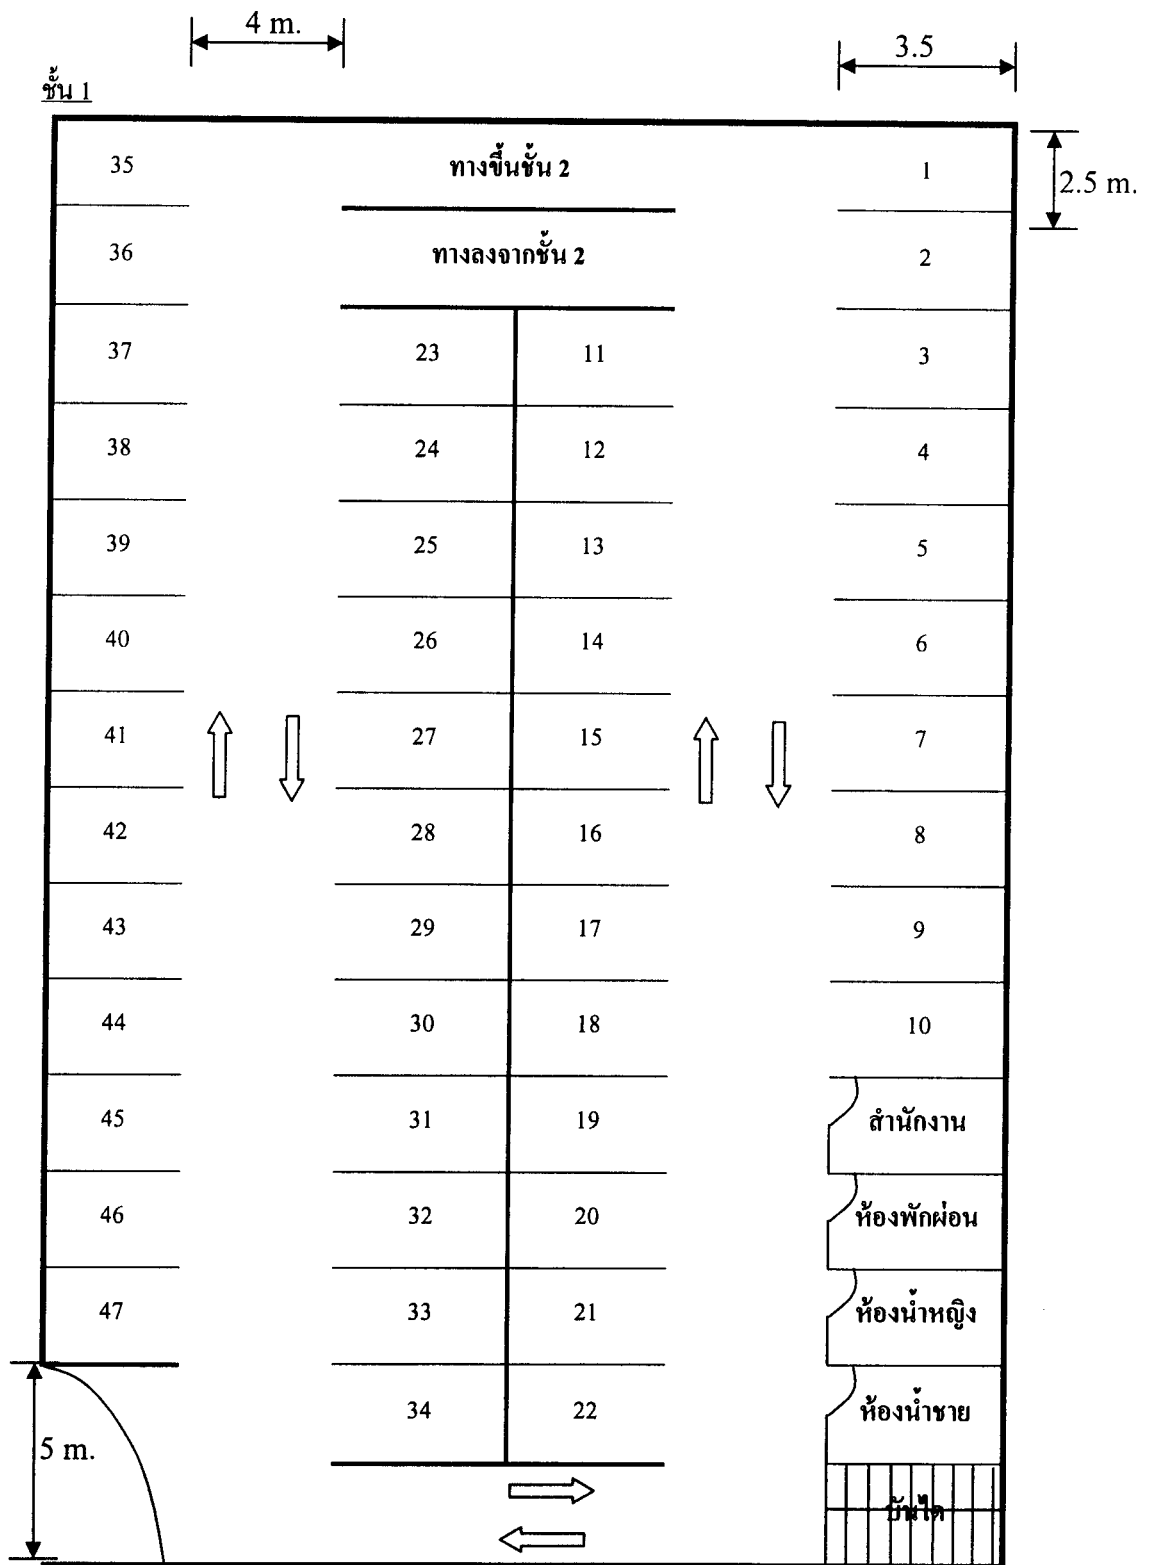 4 m.
3.5
ชั้น 1
35 ทางขึ้นชั้น 2 1
2.5 m.
36 ทางลงจากชั้น 2 2
37 23 11 3
38 24 12 4
39 25 13 5
40 26 14 6
41 27 15 7
42 28 16 8
43 29 17 9
44 30 18 10
45 31 19 สำนักงาน
46 32 20 ห้องพักผ่อน
47 33 21 ห้องน้ำหญิง
34 22 ห้องน้ำชาย
5 m.
บันได